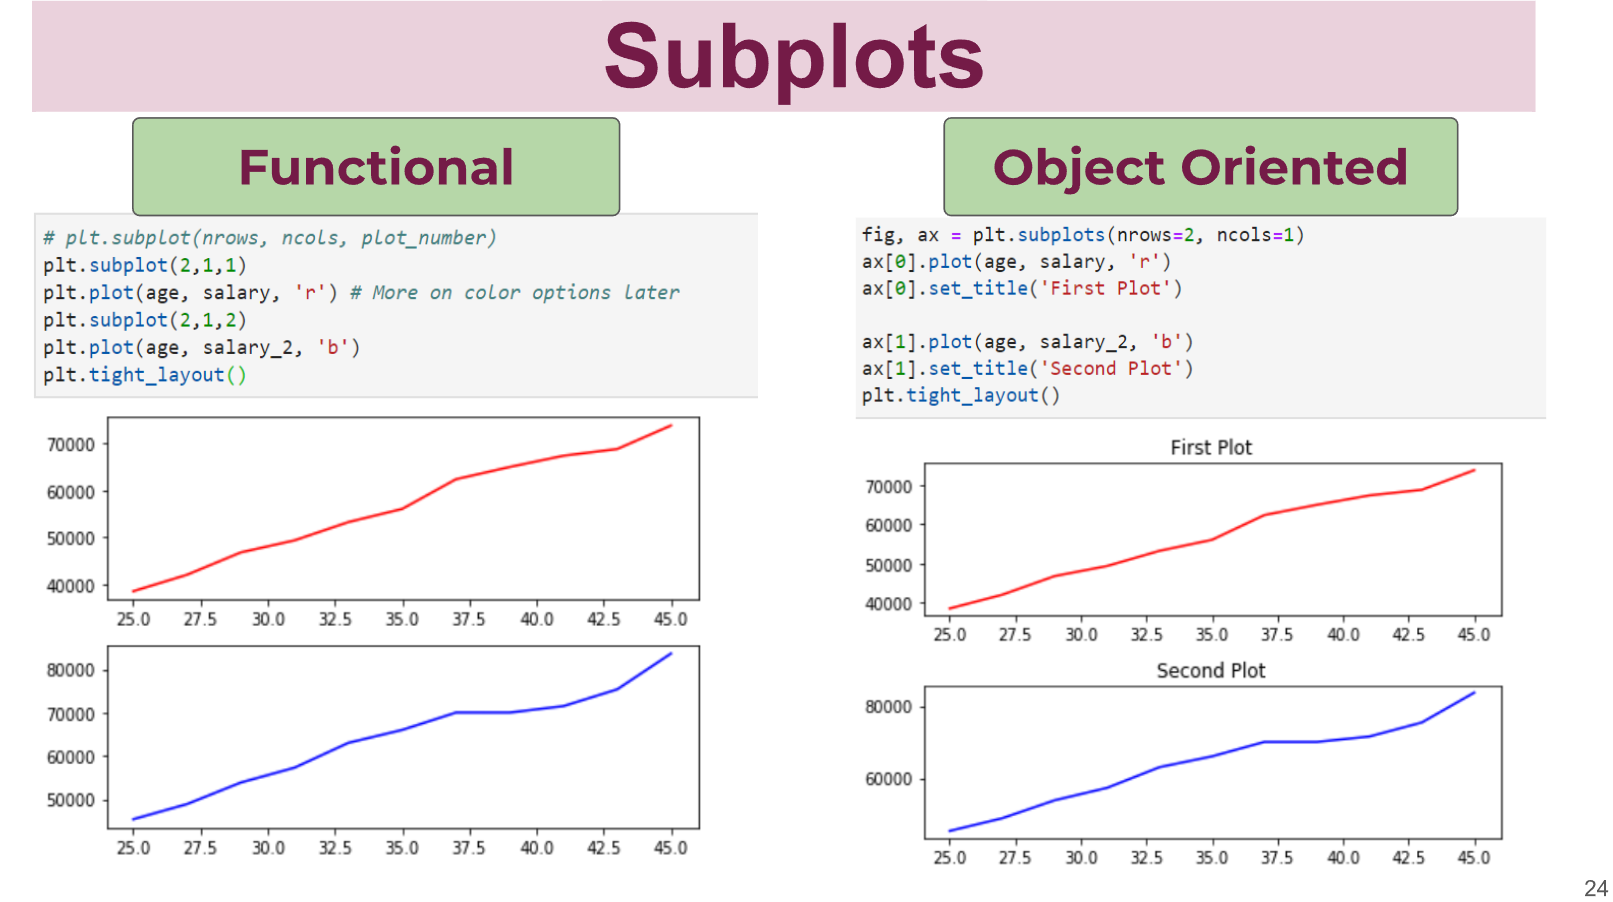 Subplots
Functional
# plt.subplot(nrows, ncols, plot_number)
plt.subplot(2,1,1)
plt.plot(age, salary, 'r') # More on color options later
plt.subplot(2,1,2)
plt.plot(age, salary_2, 'b')
plt.tight_layout()
70000
60000
50000
40000
25.0 27.5 30.0 32.5 35.0 37.5 40.0 42.5 45.0
80000
70000
60000
50000
25.0 27.5 30.0 32.5 35.0 37.5 40.0 42.5 45.0
Object Oriented
fig, ax = plt.subplots(nrows=2, ncols=1)
ax[0].plot(age, salary, 'r')
ax[0].set_title('First Plot')
ax[1].plot(age, salary_2, 'b')
ax[1].set_title('Second Plot')
plt.tight_layout()
First Plot
70000
60000
50000
40000
25.0 27.5 30.0 32.5 35.0 37.5 40.0 42.5 45.0
Second Plot
80000
60000
25.0 27.5 30.0 32.5 35.0 37.5 40.0 42.5 45.0
24